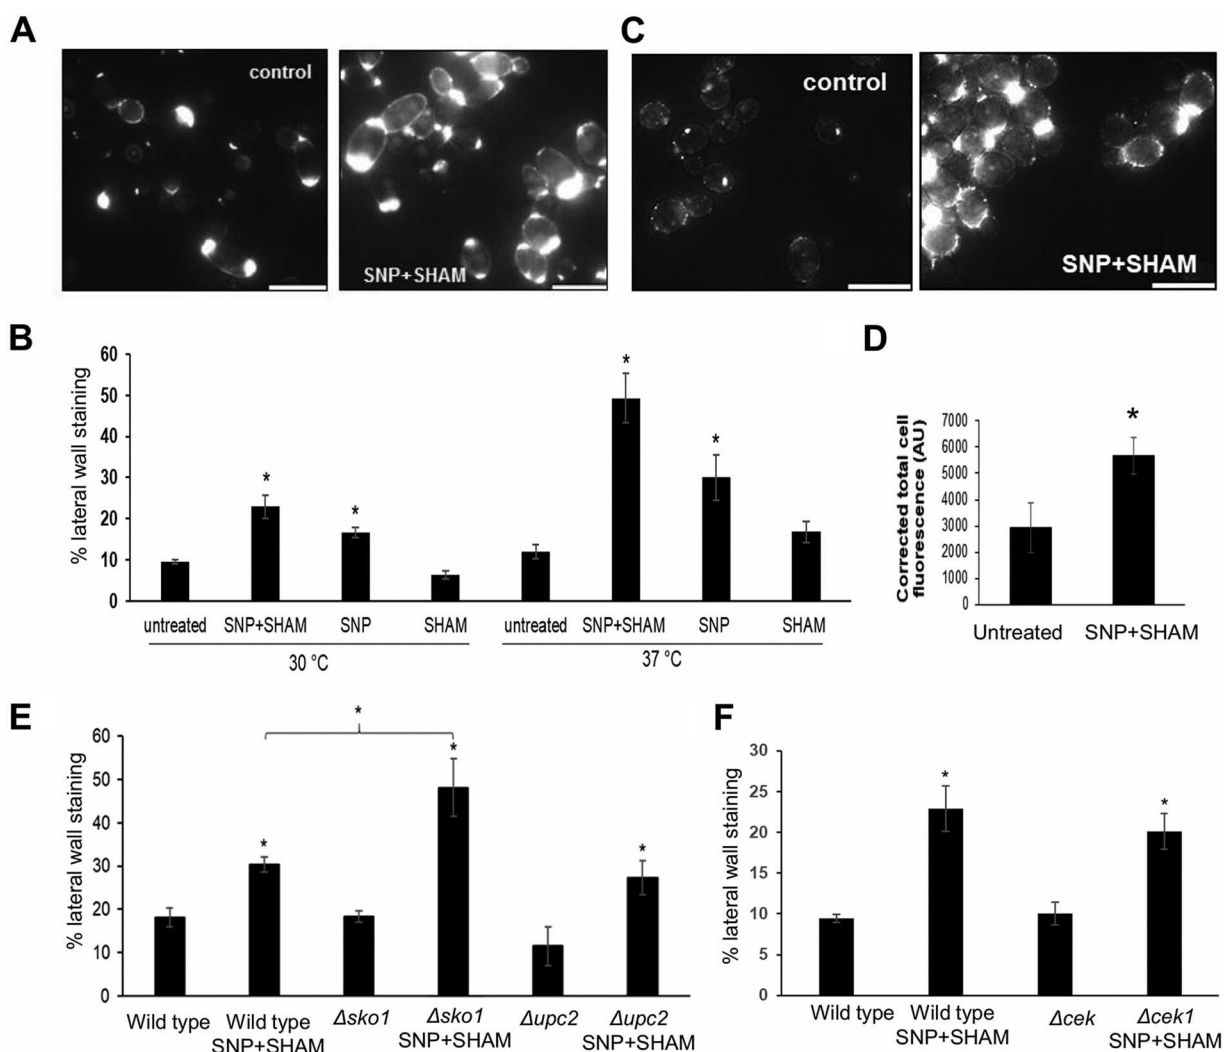 A
control
SNP+SHAM
C
control
SNP+SHAM
B
% lateral wall staining
60
50
40
30
20
10
0
*
*
*
*
untreated SNP+SHAM SNP SHAM untreated SNP+SHAM SNP SHAM
30 °C 37 °C
D
Corrected total cell
fluorescence (AU)
7000
6000
5000
4000
3000
2000
1000
0
*
Untreated SNP+SHAM
E
% lateral wall staining
60
50
40
30
20
10
0
*
*
*
*
Wild type Wild type Δsko1 Δsko1 Δupc2 Δupc2
SNP+SHAM SNP+SHAM SNP+SHAM
F
% lateral wall staining
30
25
20
15
10
5
0
*
*
Wild type Wild type Δcek Δcek1
SNP+SHAM SNP+SHAM